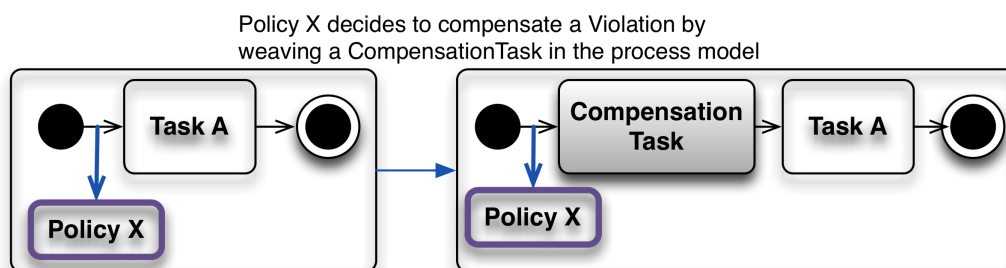 Policy X decides to compensate a Violation by
weaving a CompensationTask in the process model
Task A
Policy X
Compensation
Task
Task A
Policy X